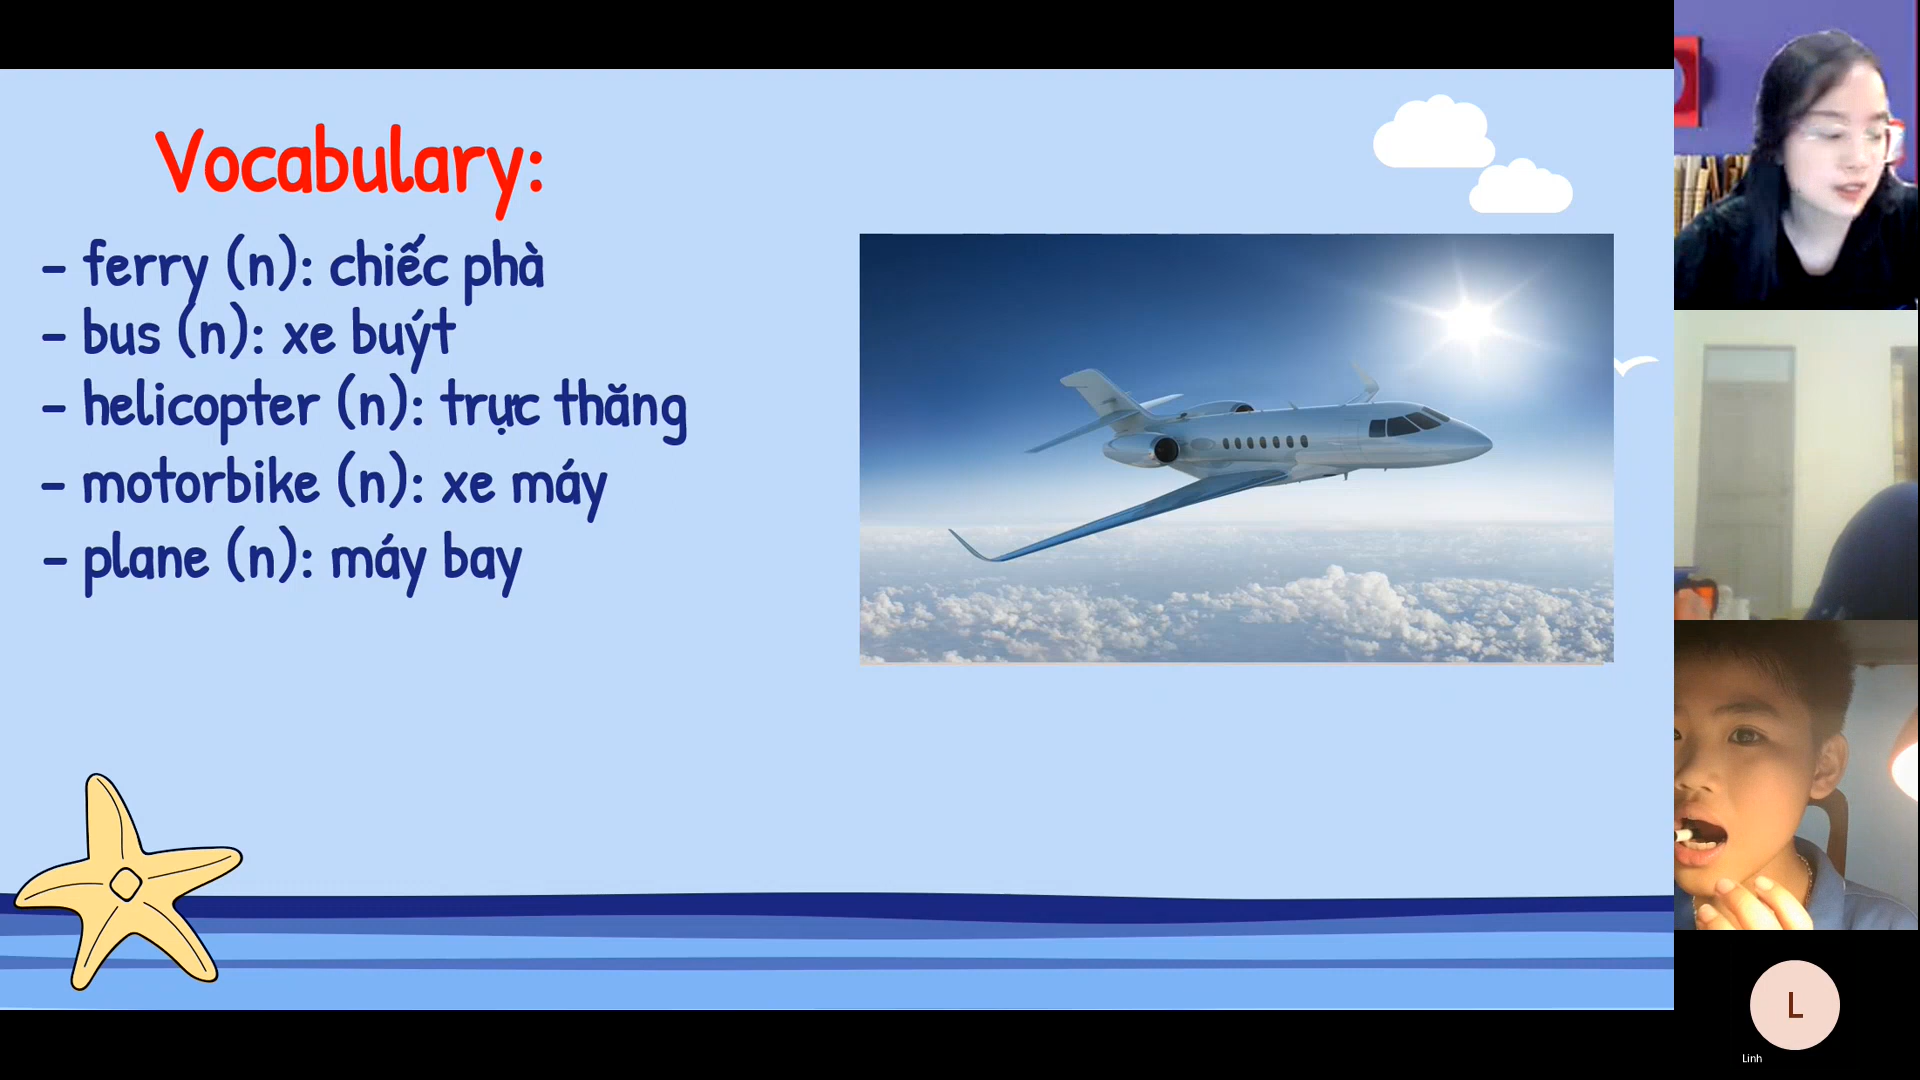 Vocabulary:
- ferry (n): chiếc phà
- bus (n): xe buýt
- helicopter (n): trực thăng
- motorbike (n): xe máy
- plane (n): máy bay
L
Linh